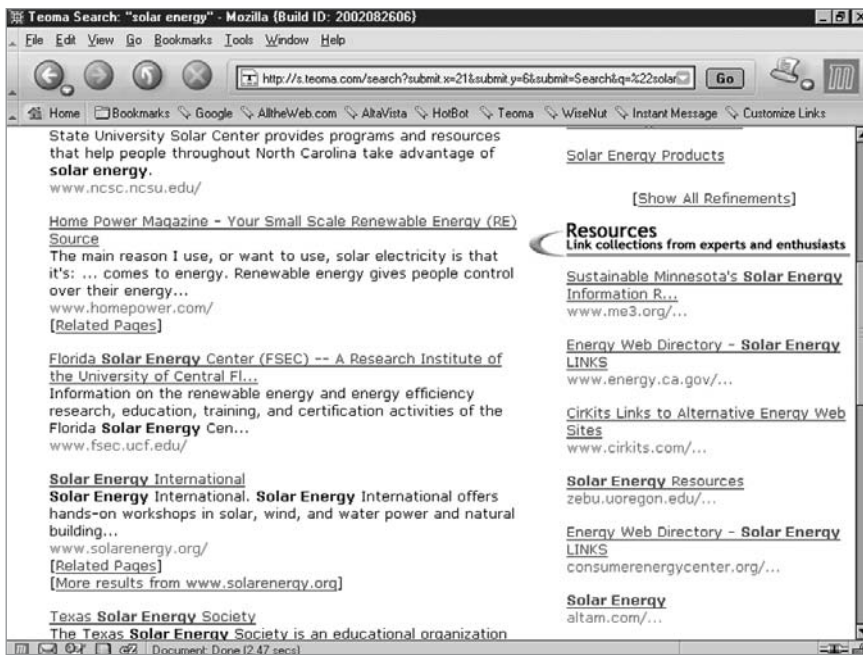 Teoma Search: "solar energy" - Mozilla {Build ID: 2002082606}
File Edit View Go Bookmarks Tools Window Help
http://s.teoma.com/search?submit.x=21&submit.y=6&submit=Search&q=%22solar
Go
Home Bookmarks Google AlltheWeb.com AltaVista HotBot Teoma WiseNut Instant Message Customize Links
State University Solar Center provides programs and resources
that help people throughout North Carolina take advantage of
solar energy.
www.ncsc.ncsu.edu/
Home Power Magazine - Your Small Scale Renewable Energy (RE)
Source
The main reason I use, or want to use, solar electricity is that
it's: ... comes to energy. Renewable energy gives people control
over their energy...
www.homepower.com/
[Related Pages]
Florida Solar Energy Center (FSEC) -- A Research Institute of
the University of Central Fl...
Information on the renewable energy and energy efficiency
research, education, training, and certification activities of the
Florida Solar Energy Cen...
www.fsec.ucf.edu/
Solar Energy International
Solar Energy International. Solar Energy International offers
hands-on workshops in solar, wind, and water power and natural
building...
www.solarenergy.org/
[Related Pages]
[More results from www.solarenergy.org]
Texas Solar Energy Society
The Texas Solar Energy Society is an educational organization
Solar Energy Products
[Show All Refinements]
Resources
Link collections from experts and enthusiasts
Sustainable Minnesota's Solar Energy
Information R...
www.me3.org/...
Energy Web Directory - Solar Energy
LINKS
www.energy.ca.gov/...
CirKits Links to Alternative Energy Web
Sites
www.cirkits.com/...
Solar Energy Resources
zebu.uoregon.edu/...
Energy Web Directory - Solar Energy
LINKS
consumerenergycenter.org/...
Solar Energy
altam.com/...
Document: Done (2.47 secs)